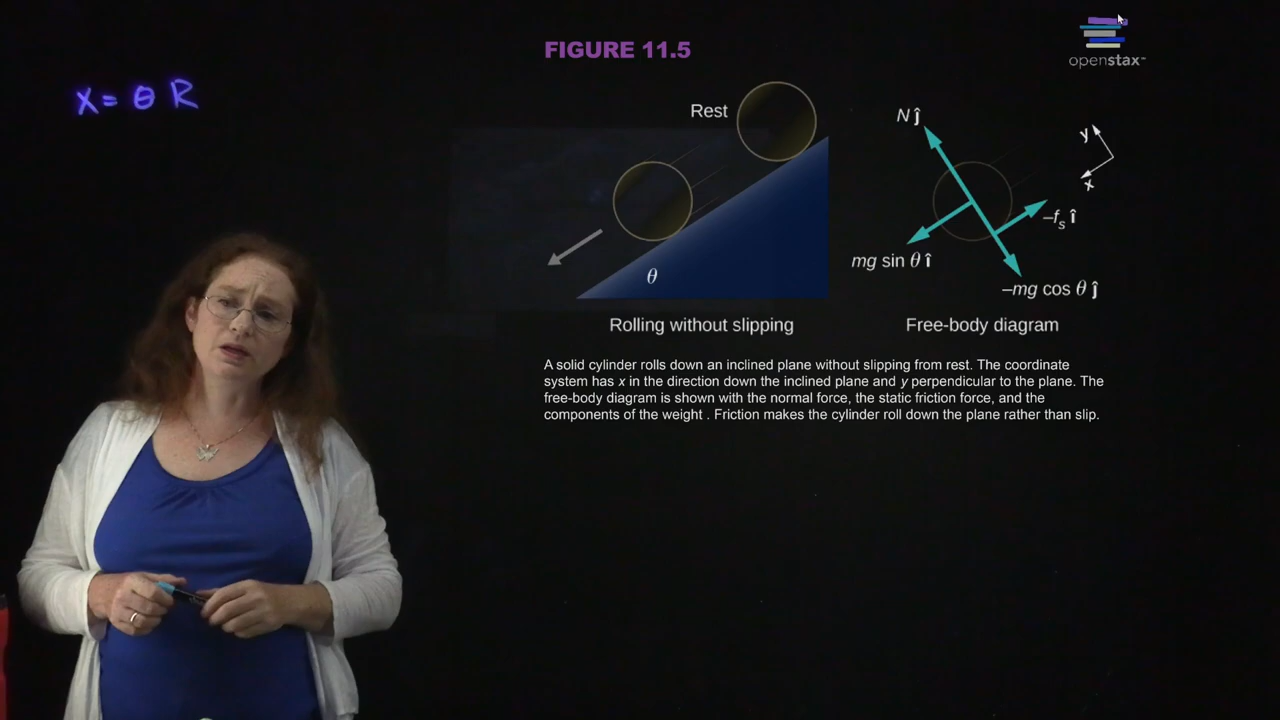 x = θ R
FIGURE 11.5
openstax™
Rest
θ
Rolling without slipping
N ĵ
y
x
–fs î
mg sin θ î
–mg cos θ ĵ
Free-body diagram
A solid cylinder rolls down an inclined plane without slipping from rest. The coordinate
system has x in the direction down the inclined plane and y perpendicular to the plane. The
free-body diagram is shown with the normal force, the static friction force, and the
components of the weight . Friction makes the cylinder roll down the plane rather than slip.